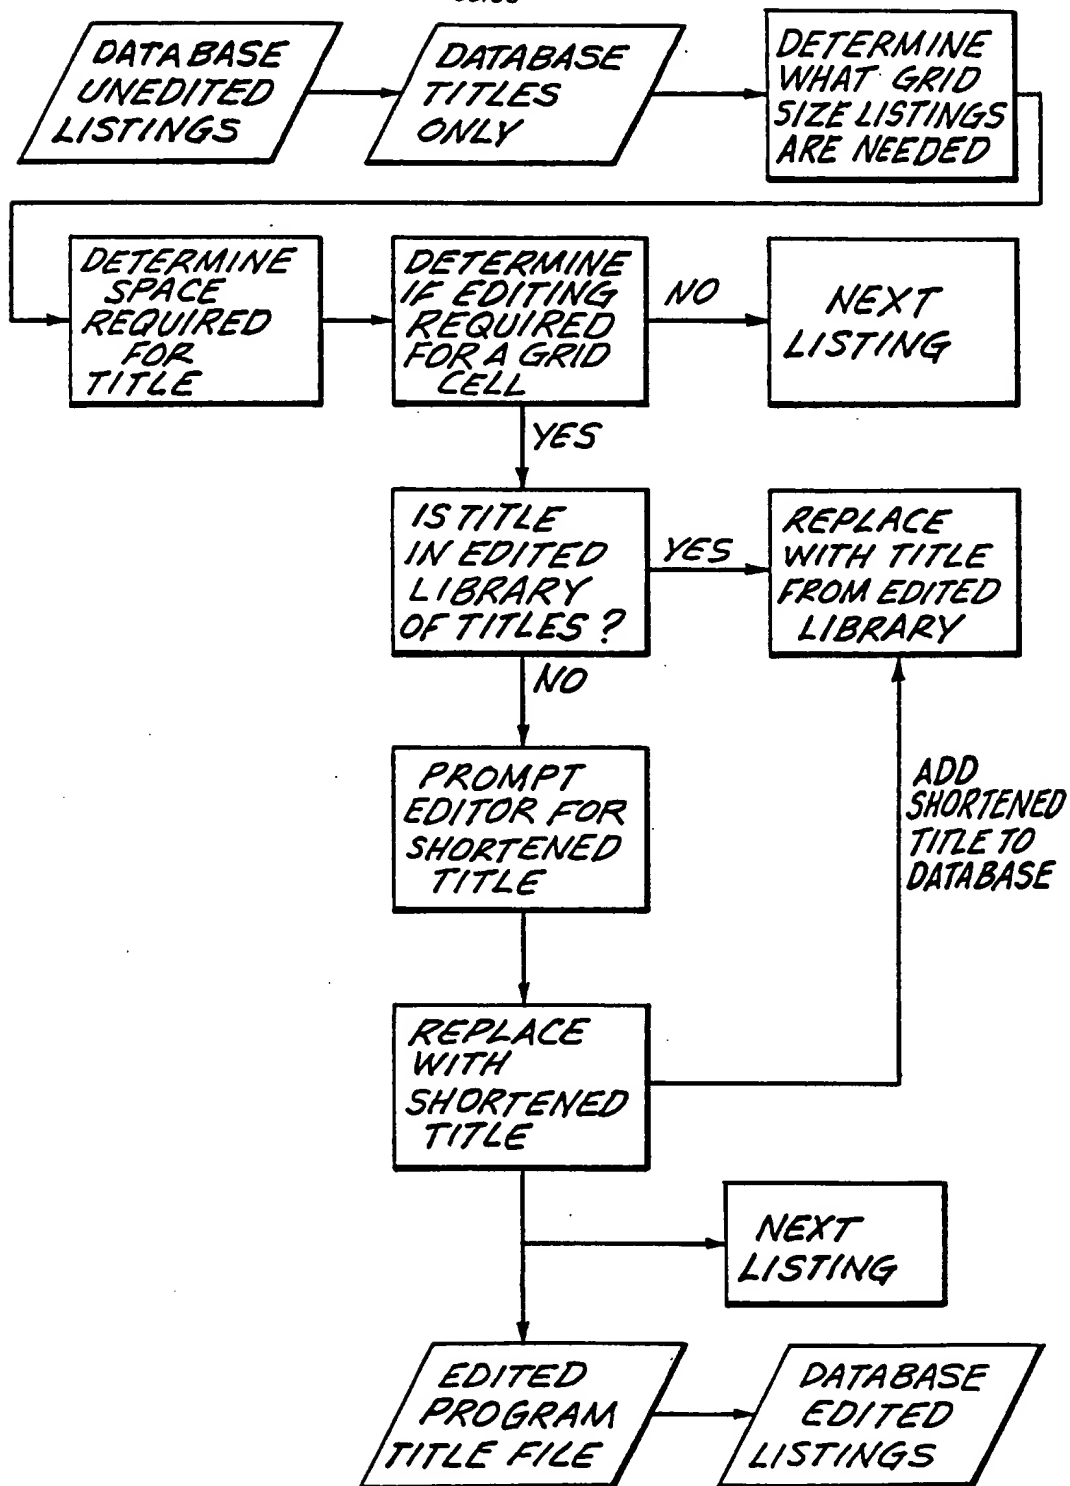 DATABASE
UNEDITED
LISTINGS
DATABASE
TITLES
ONLY
DETERMINE
WHAT GRID
SIZE LISTINGS
ARE NEEDED
DETERMINE
SPACE
REQUIRED
FOR
TITLE
DETERMINE
IF EDITING
REQUIRED
FOR A GRID
CELL
NO
NEXT
LISTING
YES
IS TITLE
IN EDITED
LIBRARY
OF TITLES?
YES
REPLACE
WITH TITLE
FROM EDITED
LIBRARY
NO
PROMPT
EDITOR FOR
SHORTENED
TITLE
ADD
SHORTENED
TITLE TO
DATABASE
REPLACE
WITH
SHORTENED
TITLE
NEXT
LISTING
EDITED
PROGRAM
TITLE FILE
DATABASE
EDITED
LISTINGS